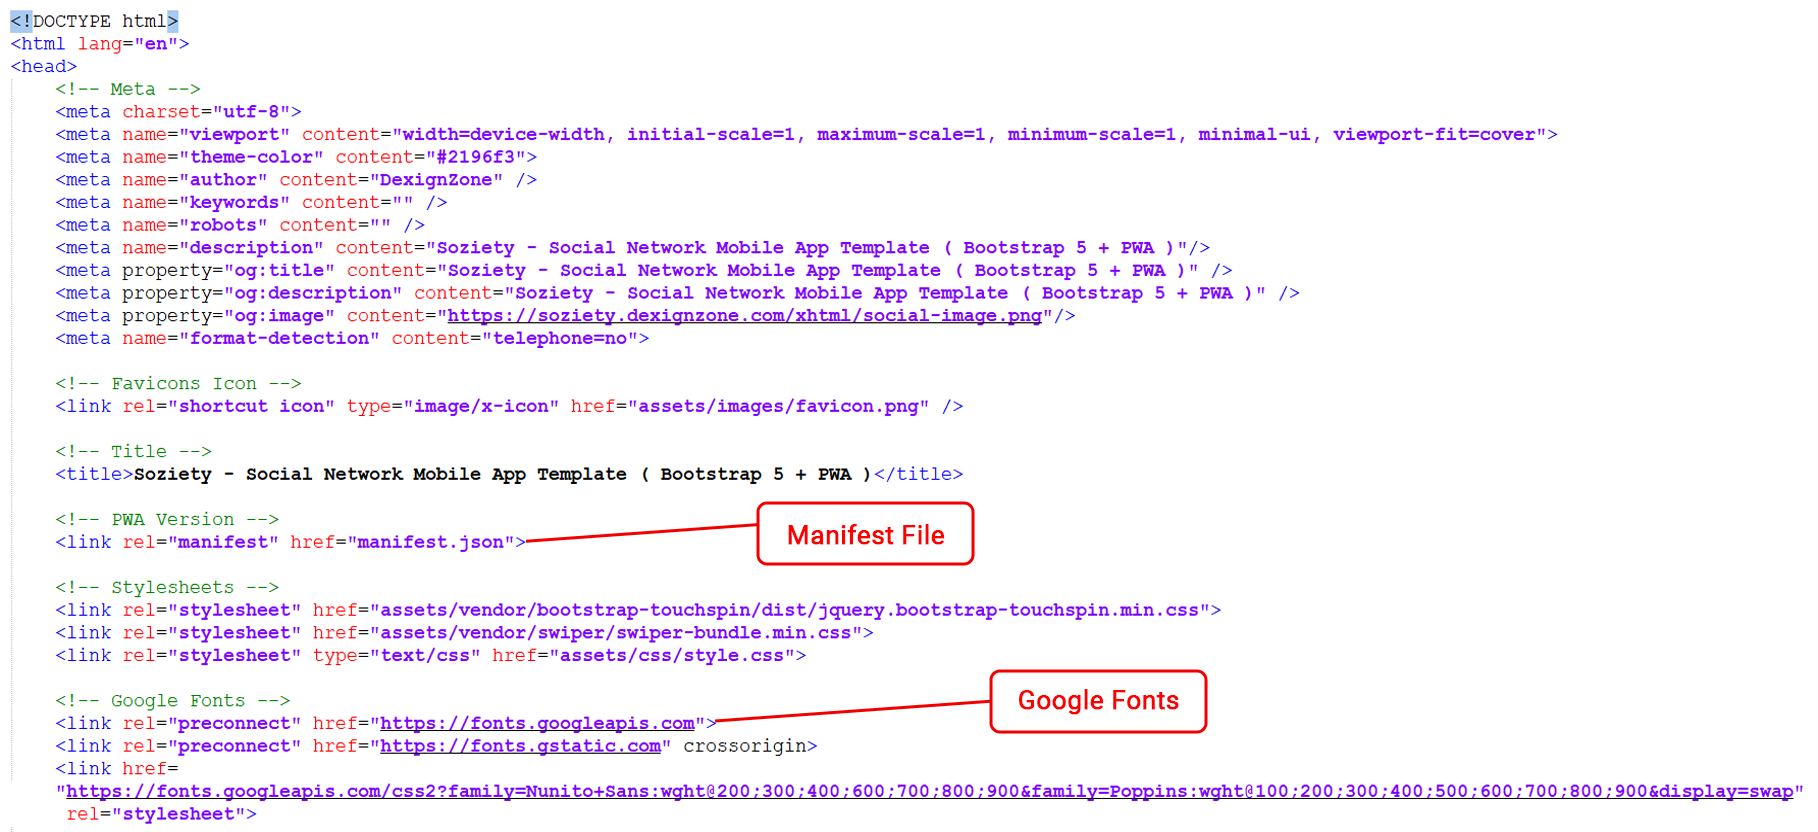 <!DOCTYPE html>
<html lang="en">
<head>
<!-- Meta -->
<meta charset="utf-8">
<meta name="viewport" content="width=device-width, initial-scale=1, maximum-scale=1, minimum-scale=1, minimal-ui, viewport-fit=cover">
<meta name="theme-color" content="#2196f3">
<meta name="author" content="DexignZone" />
<meta name="keywords" content="" />
<meta name="robots" content="" />
<meta name="description" content="Soziety - Social Network Mobile App Template ( Bootstrap 5 + PWA )"/>
<meta property="og:title" content="Soziety - Social Network Mobile App Template ( Bootstrap 5 + PWA )" />
<meta property="og:description" content="Soziety - Social Network Mobile App Template ( Bootstrap 5 + PWA )" />
<meta property="og:image" content="https://soziety.dexignzone.com/xhtml/social-image.png"/>
<meta name="format-detection" content="telephone=no">
<!-- Favicons Icon -->
<link rel="shortcut icon" type="image/x-icon" href="assets/images/favicon.png" />
<!-- Title -->
<title>Soziety - Social Network Mobile App Template ( Bootstrap 5 + PWA )</title>
<!-- PWA Version -->
<link rel="manifest" href="manifest.json">
Manifest File
<!-- Stylesheets -->
<link rel="stylesheet" href="assets/vendor/bootstrap-touchspin/dist/jquery.bootstrap-touchspin.min.css">
<link rel="stylesheet" href="assets/vendor/swiper/swiper-bundle.min.css">
<link rel="stylesheet" type="text/css" href="assets/css/style.css">
<!-- Google Fonts -->
Google Fonts
<link rel="preconnect" href="https://fonts.googleapis.com">
<link rel="preconnect" href="https://fonts.gstatic.com" crossorigin>
<link href=
"https://fonts.googleapis.com/css2?family=Nunito+Sans:wght@200;300;400;600;700;800;900&family=Poppins:wght@100;200;300;400;500;600;700;800;900&display=swap"
rel="stylesheet">